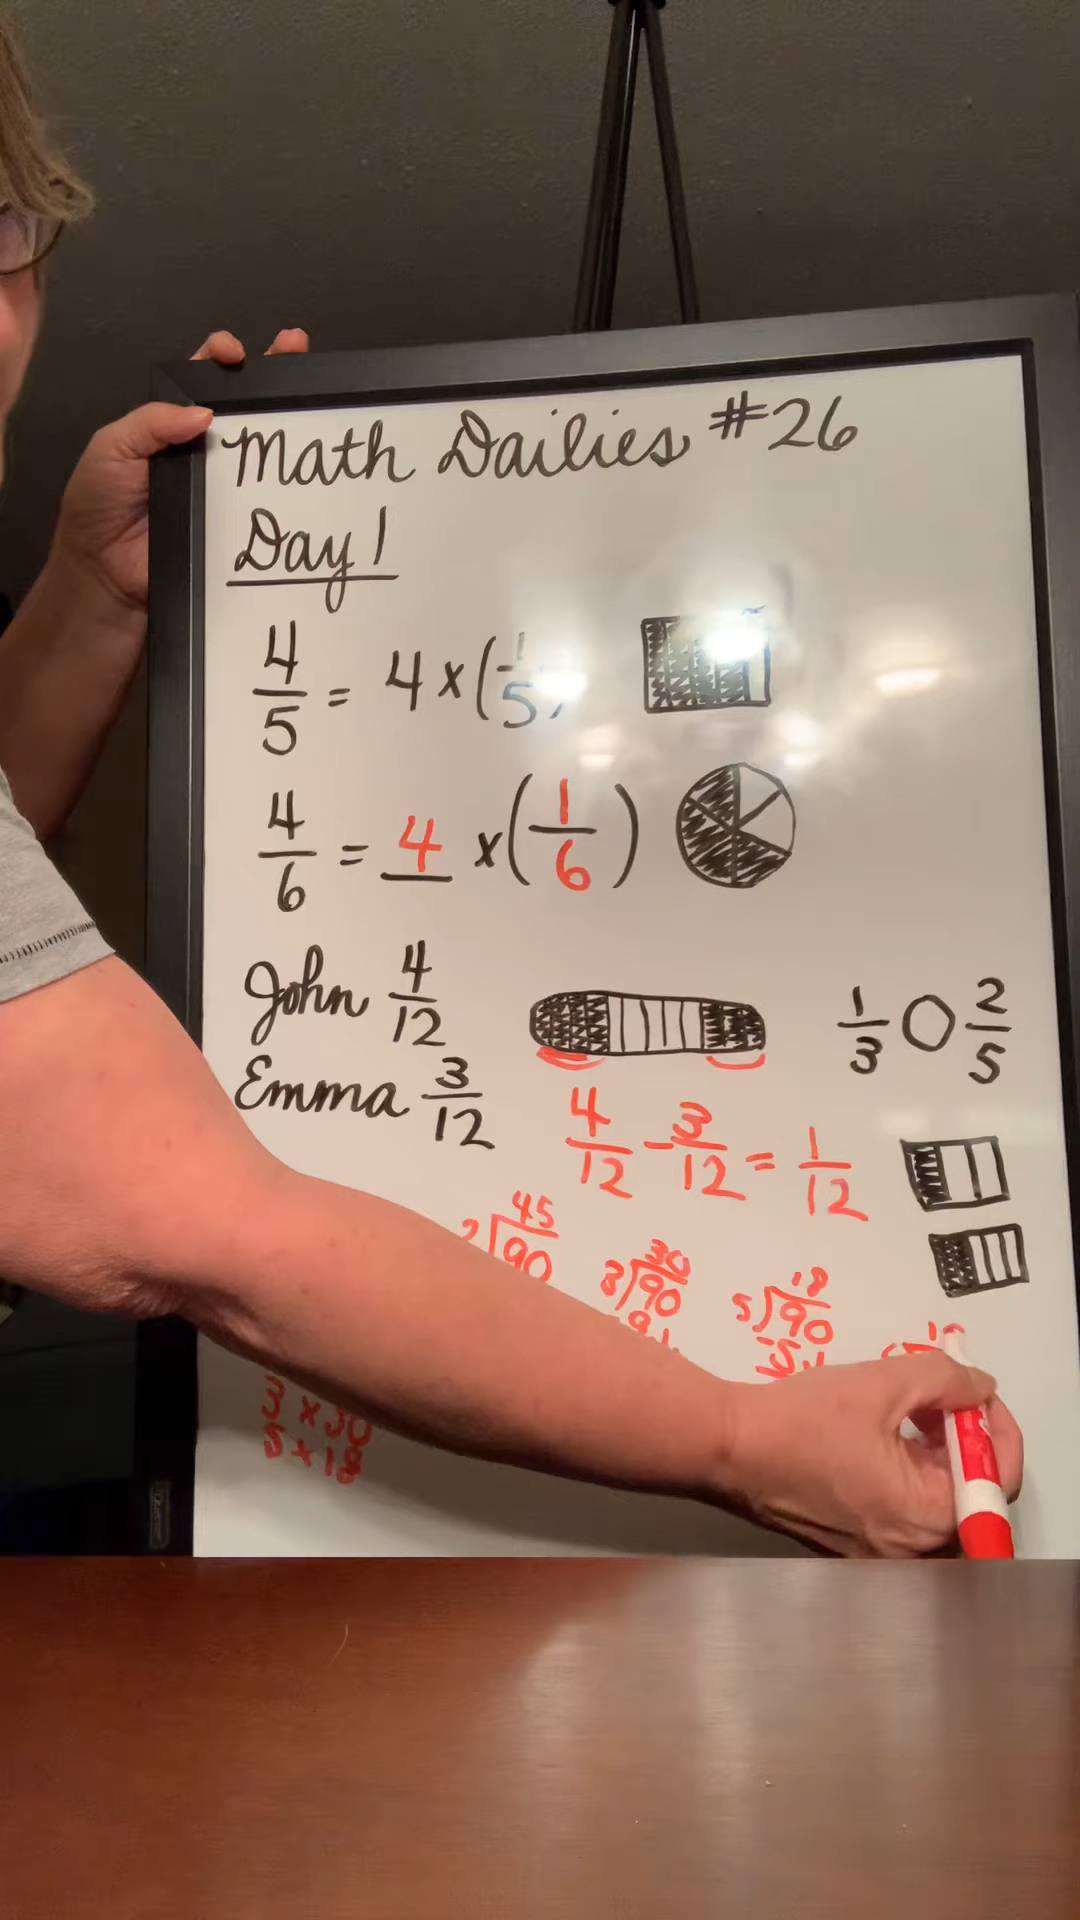 Math Dailies #26
Day 1
4/5 = 4 x (1/5)
4/6 = 4 x (1/6)
John 4/12
Emma 3/12
1/3 ○ 2/5
4/12 - 3/12 = 1/12
45
90
30
3)90
18
5)90
-5
3 x 30
5 x 18